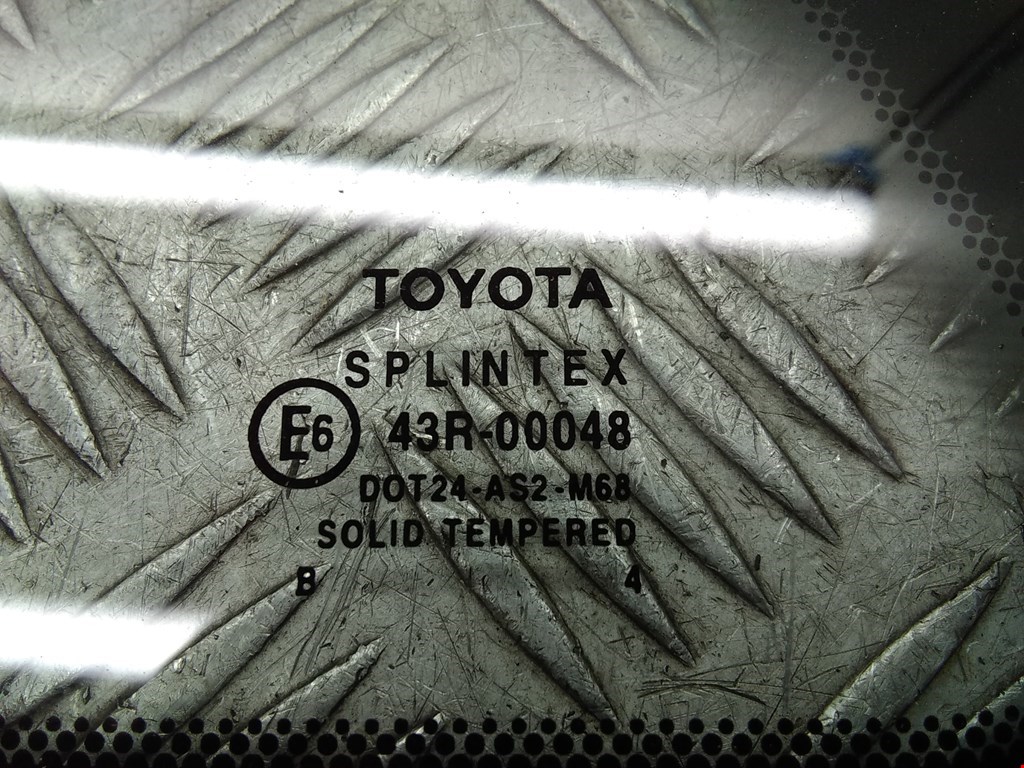 TOYOTA
SPLINTEX
E6 43R-00048
DOT24-AS2-M68
SOLID TEMPERED
B 4